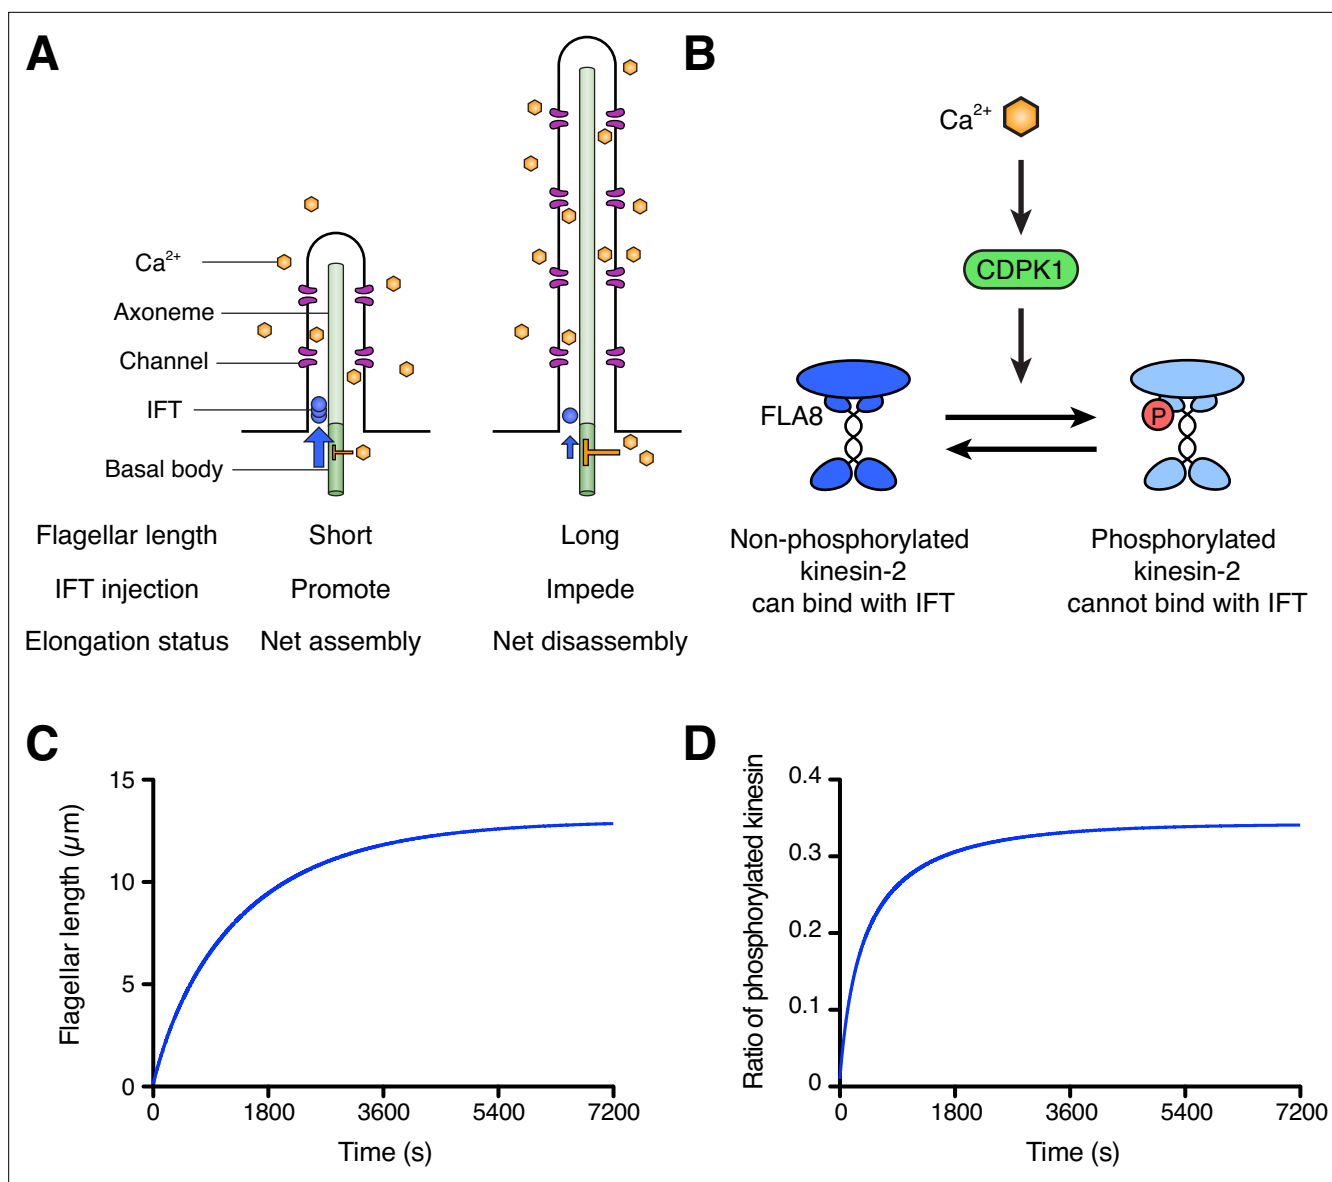 A
Ca²⁺
Axoneme
Channel
IFT
Basal body
Flagellar length Short Long
IFT injection Promote Impede
Elongation status Net assembly Net disassembly
B
Ca²⁺
CDPK1
FLA8
P
Non-phosphorylated
kinesin-2
can bind with IFT
Phosphorylated
kinesin-2
cannot bind with IFT
C
Flagellar length (µm)
15
10
5
0
0 1800 3600 5400 7200
Time (s)
D
Ratio of phosphorylated kinesin
0.4
0.3
0.2
0.1
0
0 1800 3600 5400 7200
Time (s)